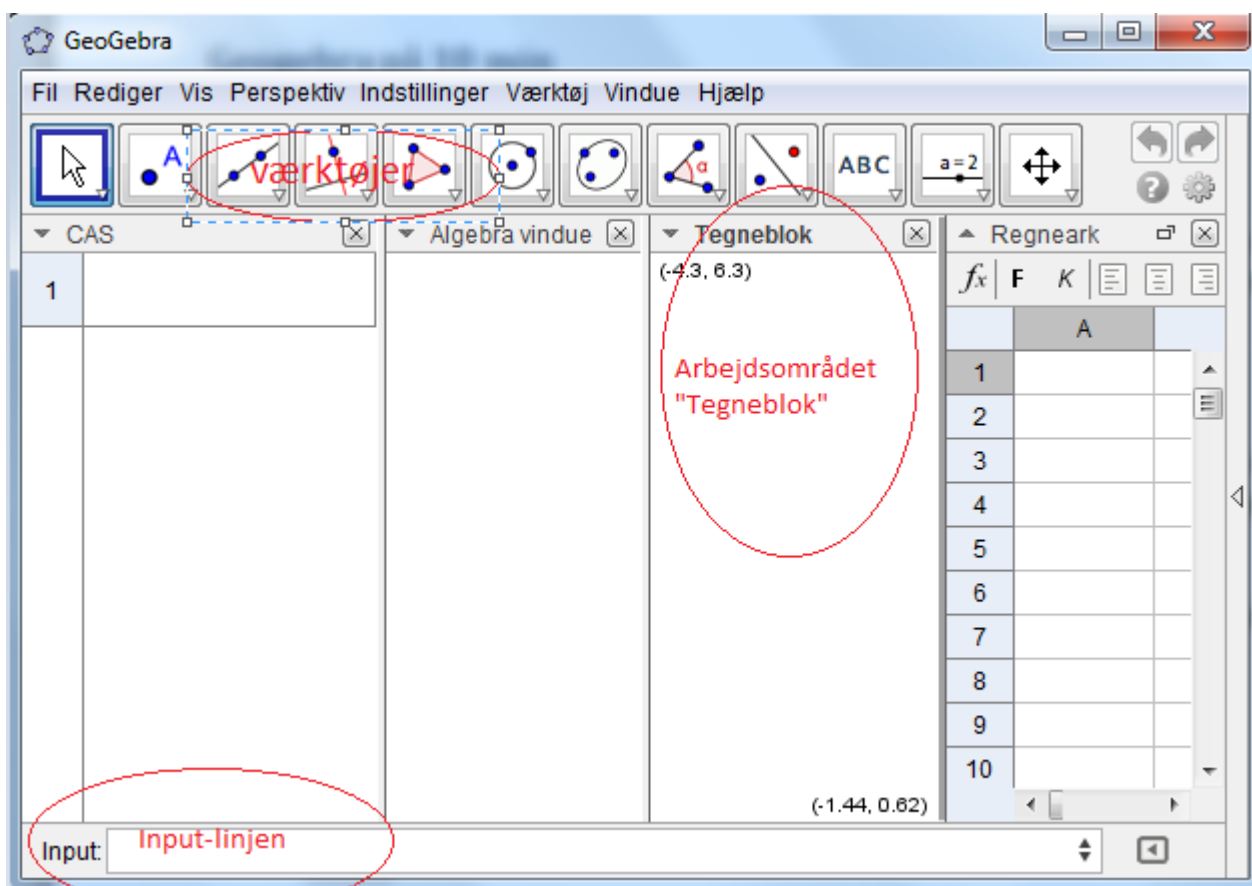 GeoGebra
Fil Rediger Vis Perspektiv Indstillinger Værktøj Vindue Hjælp
A
α
ABC
a=2
Værktøjer
CAS
Algebra vindue
Tegneblok
Regneark
1
(-4.3, 6.3)
fx F K
A
Arbejdsområdet
"Tegneblok"
1
2
3
4
5
6
7
8
9
10
(-1.44, 0.62)
Input:
Input-linjen